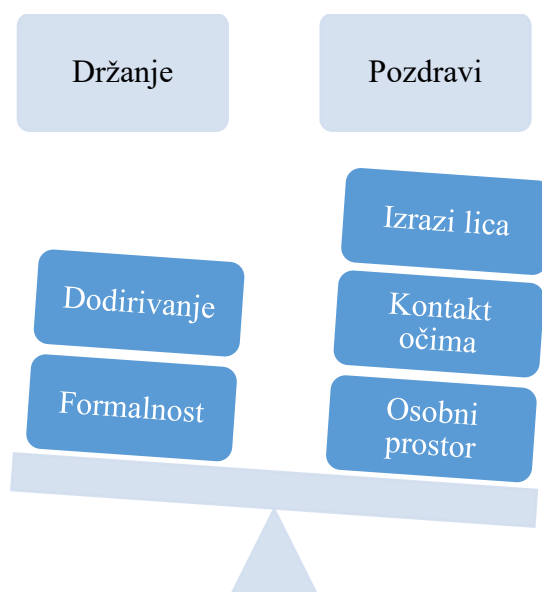 Držanje
Pozdravi
Izrazi lica
Dodirivanje
Kontakt
očima
Formalnost
Osobni
prostor